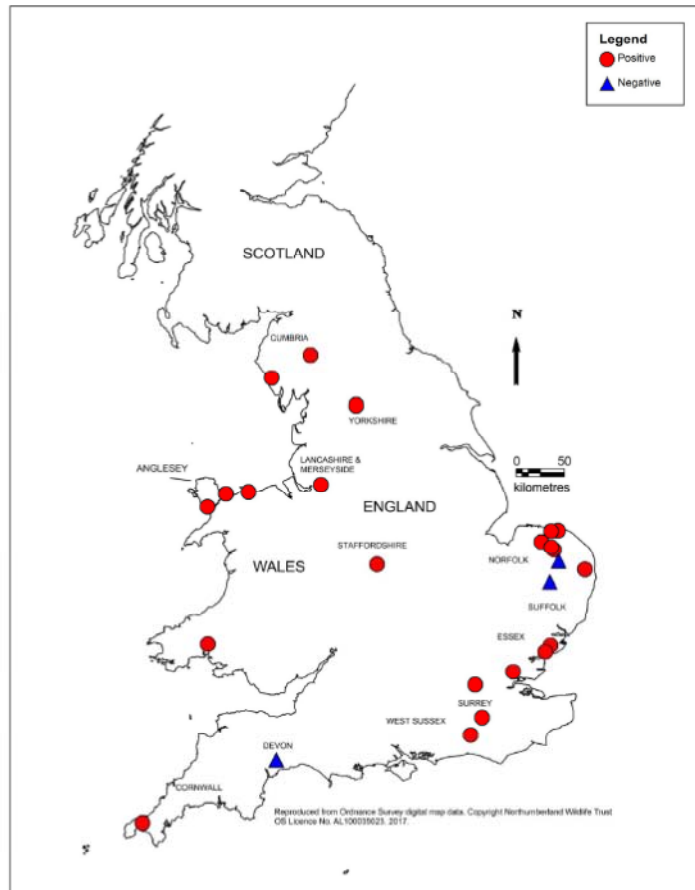 Legend
Positive
Negative
SCOTLAND
N
CUMBRIA
YORKSHIRE
0 50
kilometres
LANCASHIRE &
MERSEYSIDE
ANGLESEY
ENGLAND
STAFFORDSHIRE
WALES
NORFOLK
SUFFOLK
ESSEX
SURREY
WEST SUSSEX
DEVON
CORNWALL
Reproduced from Ordnance Survey digital map data. Copyright Northumberland Wildlife Trust
OS Licence No. AL100035023. 2017.